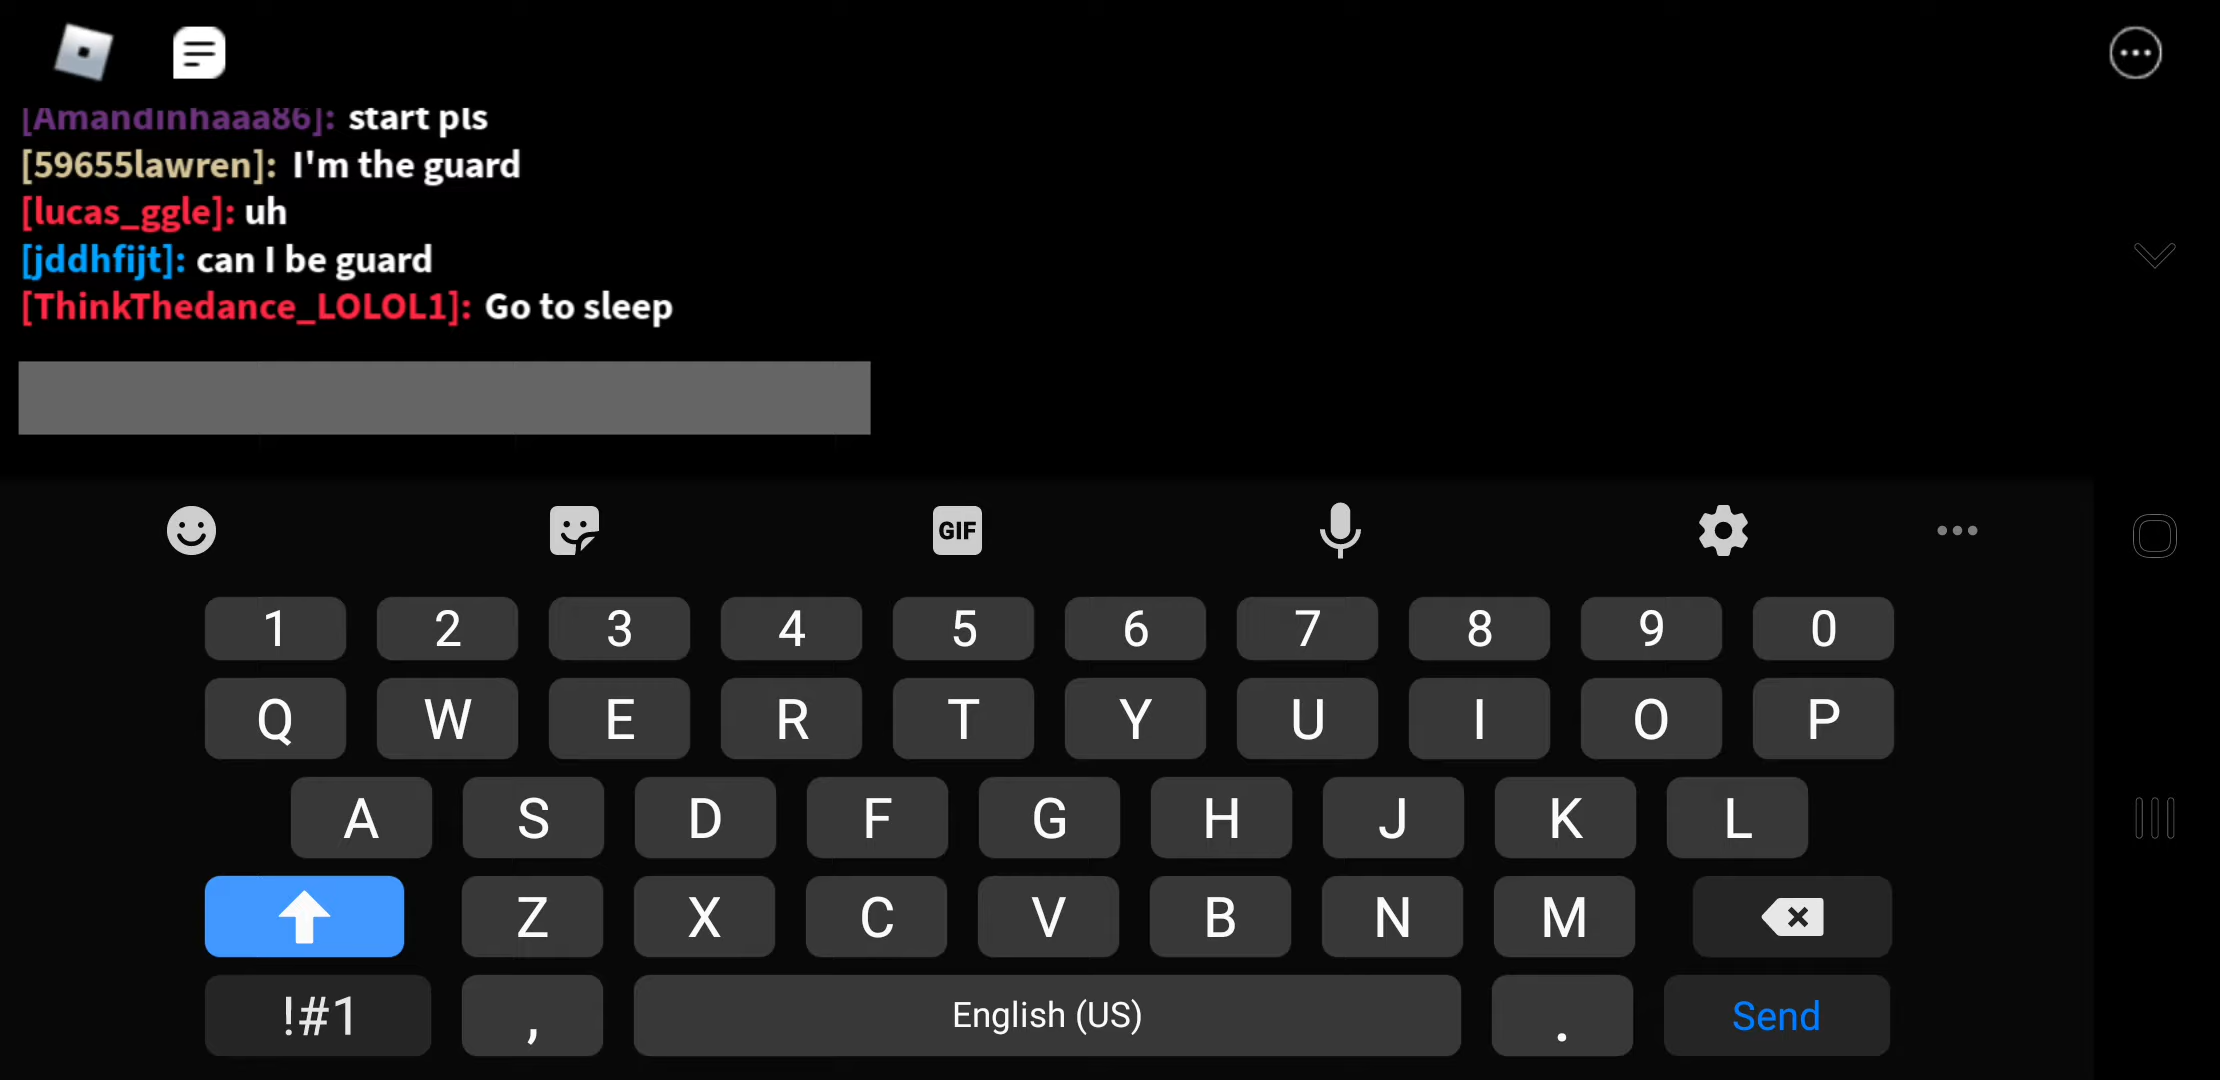 [Amandinhaaa86]: start pls
[59655lawren]: I'm the guard
[lucas_ggle]: uh
[jddhfijt]: can I be guard
[ThinkThedance_LOLOL1]: Go to sleep
GIF
1 2 3 4 5 6 7 8 9 0
Q W E R T Y U I O P
A S D F G H J K L
Z X C V B N M
!#1 , English (US) . Send